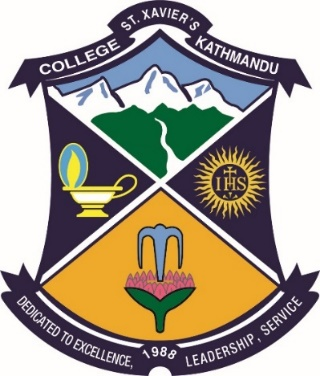 COLLEGE ST. XAVIER'S KATHMANDU
IHS
DEDICATED TO EXCELLENCE, 1988 LEADERSHIP, SERVICE